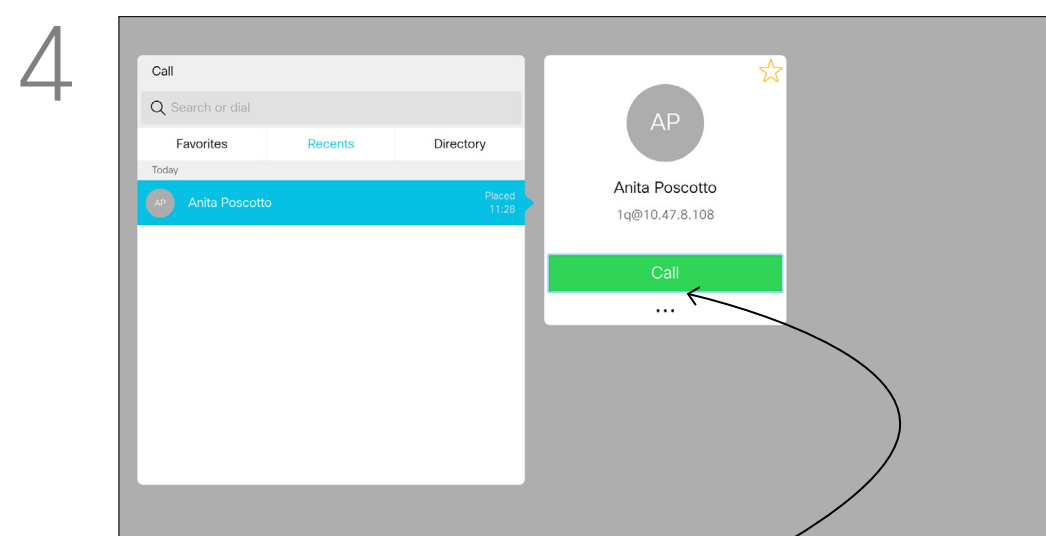 4
Call
Search or dial
Favorites Recents Directory
Today
AP Anita Poscotto Placed
11:28
AP
Anita Poscotto
1q@10.47.8.108
Call
...